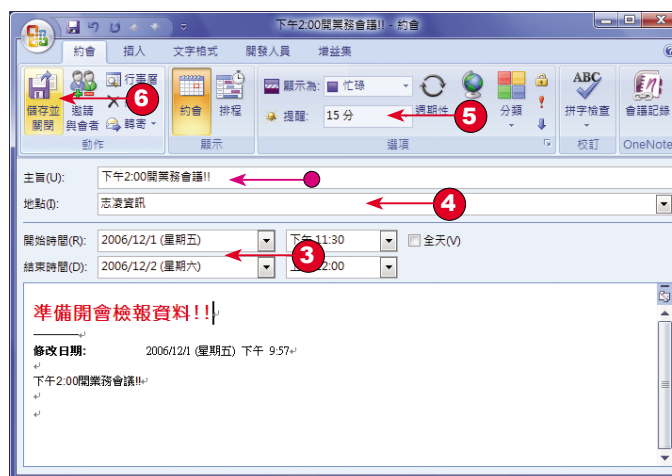 下午2:00開業務會議!! - 約會
約會 插入 文字格式 開發人員 增益集
儲存並關閉
邀請與會者
行事曆
轉寄
動作
約會
排程
顯示
顯示為: 忙碌
提醒: 15 分
週期性
分類
選項
ABC
拼字檢查
校訂
會議記錄
OneNote
6
5
主旨(U): 下午2:00開業務會議!!
地點(I): 志凌資訊
4
開始時間(R): 2006/12/1 (星期五) 下午 11:30 全天(V)
結束時間(D): 2006/12/2 (星期六) 12:00
3
準備開會檢報資料!!
修改日期: 2006/12/1 (星期五) 下午 9:57
下午2:00開業務會議!!